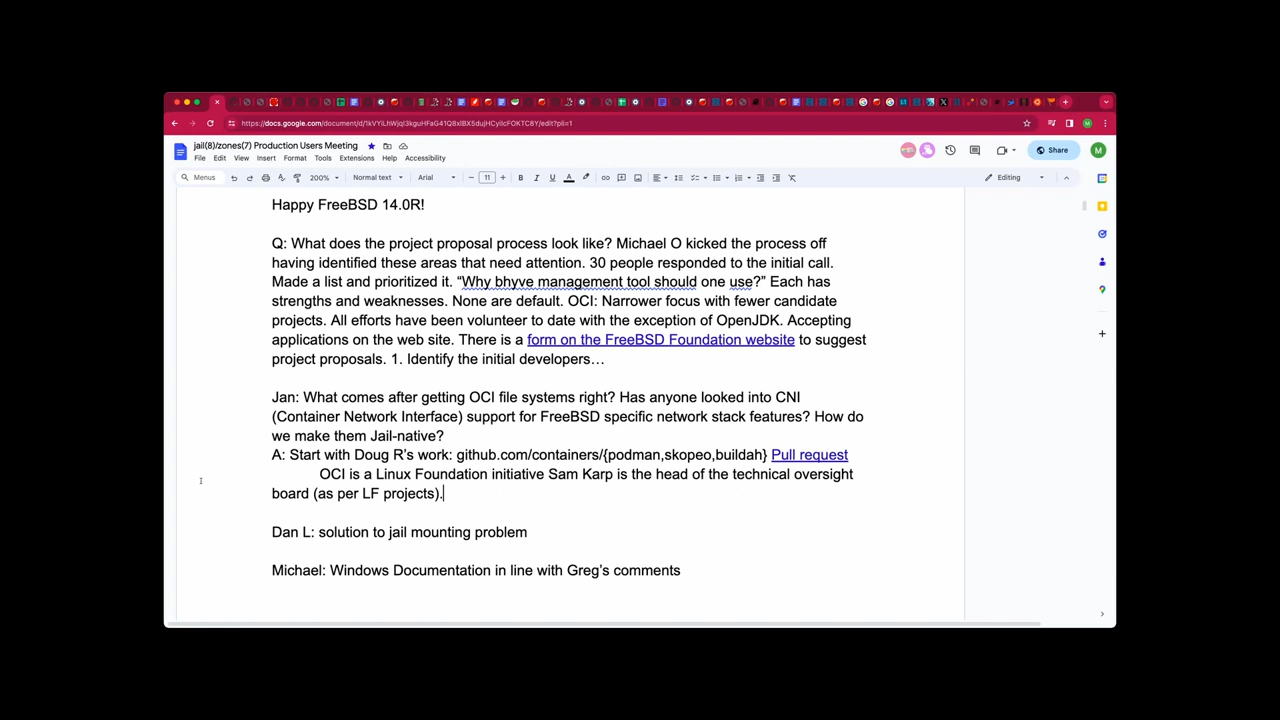 https://docs.google.com/document/d/1kVYiLhWjql3kguHFaG41Q8xlBX5dujHCyiIcFOKTC8Y/edit?pli=1
jail(8)/zones(7) Production Users Meeting
File Edit View Insert Format Tools Extensions Help Accessibility
Share
M
Menus 200% Normal text Arial 11 B I U A Editing
Happy FreeBSD 14.0R!
Q: What does the project proposal process look like? Michael O kicked the process off
having identified these areas that need attention. 30 people responded to the initial call.
Made a list and prioritized it. “Why bhyve management tool should one use?” Each has
strengths and weaknesses. None are default. OCI: Narrower focus with fewer candidate
projects. All efforts have been volunteer to date with the exception of OpenJDK. Accepting
applications on the web site. There is a form on the FreeBSD Foundation website to suggest
project proposals. 1. Identify the initial developers…
Jan: What comes after getting OCI file systems right? Has anyone looked into CNI
(Container Network Interface) support for FreeBSD specific network stack features? How do
we make them Jail-native?
A: Start with Doug R’s work: github.com/containers/{podman,skopeo,buildah} Pull request
OCI is a Linux Foundation initiative Sam Karp is the head of the technical oversight
board (as per LF projects).
Dan L: solution to jail mounting problem
Michael: Windows Documentation in line with Greg’s comments